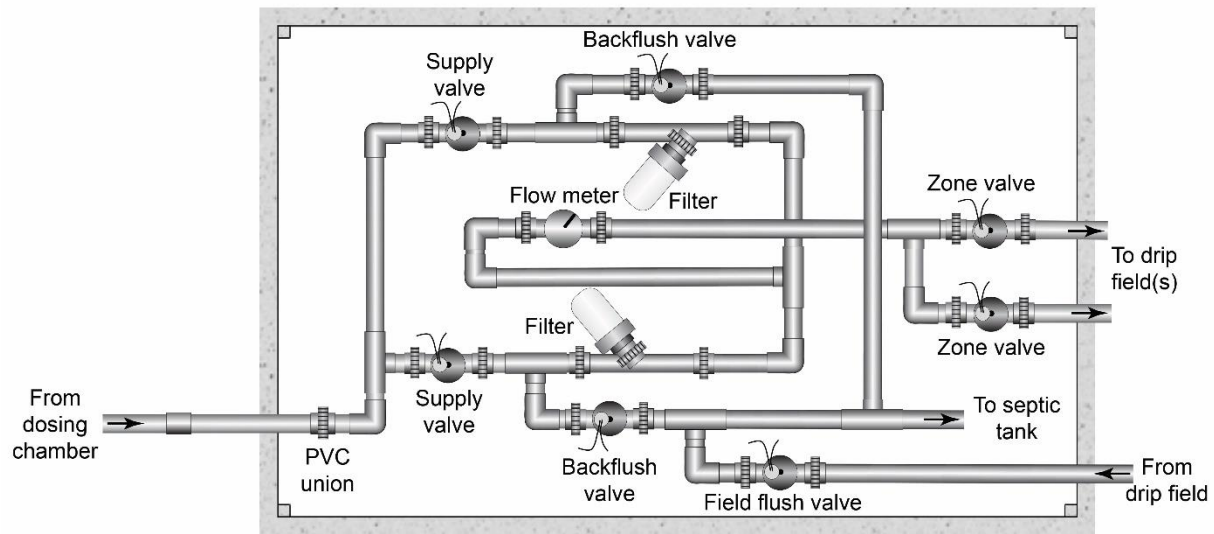 Backflush valve
Supply
valve
Flow meter
Filter
Zone valve
To drip
field(s)
Filter
Zone valve
From
dosing
chamber
Supply
valve
To septic
tank
PVC
union
Backflush
valve
Field flush valve
From
drip field